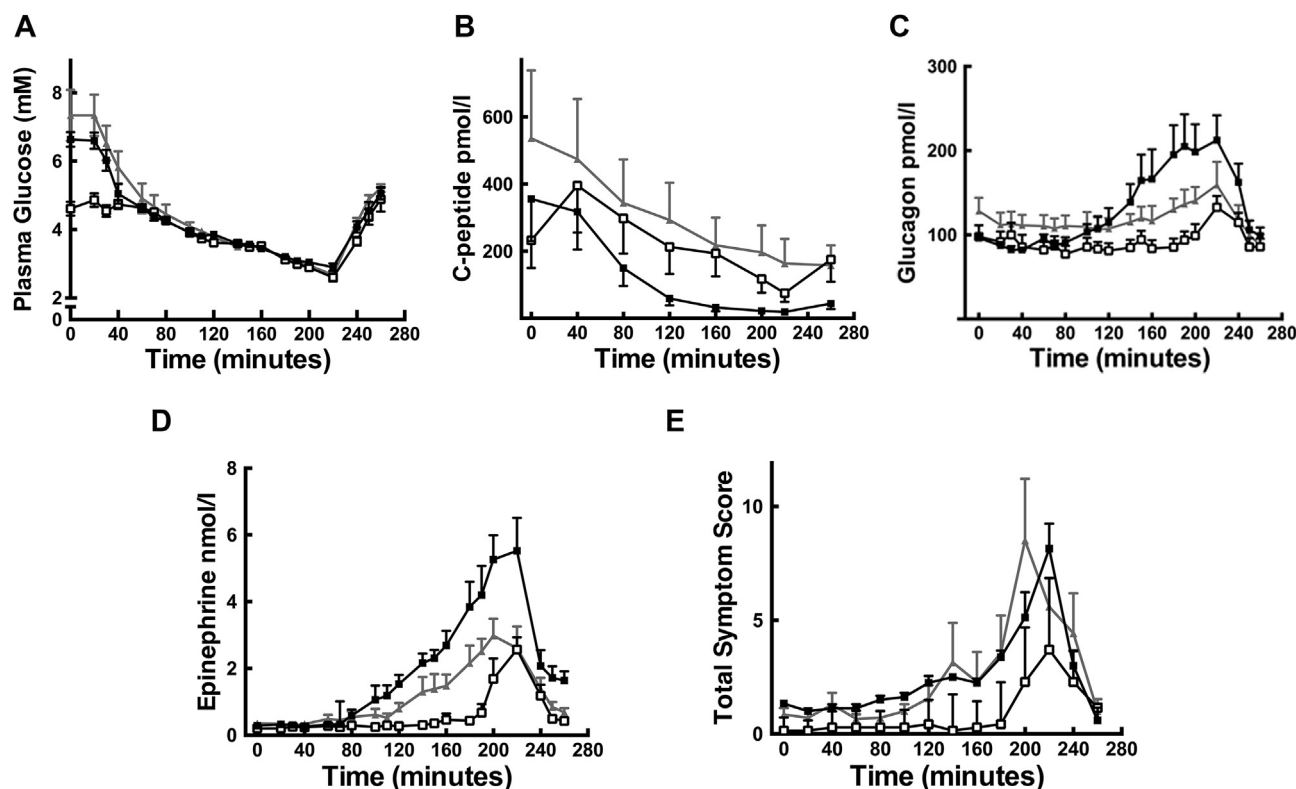 A
Plasma Glucose (mM)
8
6
4
2
0
0 40 80 120 160 200 240 280
Time (minutes)
B
C-peptide pmol/l
600
400
200
0 40 80 120 160 200 240 280
Time (minutes)
C
Glucagon pmol/l
300
200
100
0 40 80 120 160 200 240 280
Time (minutes)
D
Epinephrine nmol/l
8
6
4
2
0
0 40 80 120 160 200 240 280
Time (minutes)
E
Total Symptom Score
10
5
0
0 40 80 120 160 200 240 280
Time (minutes)